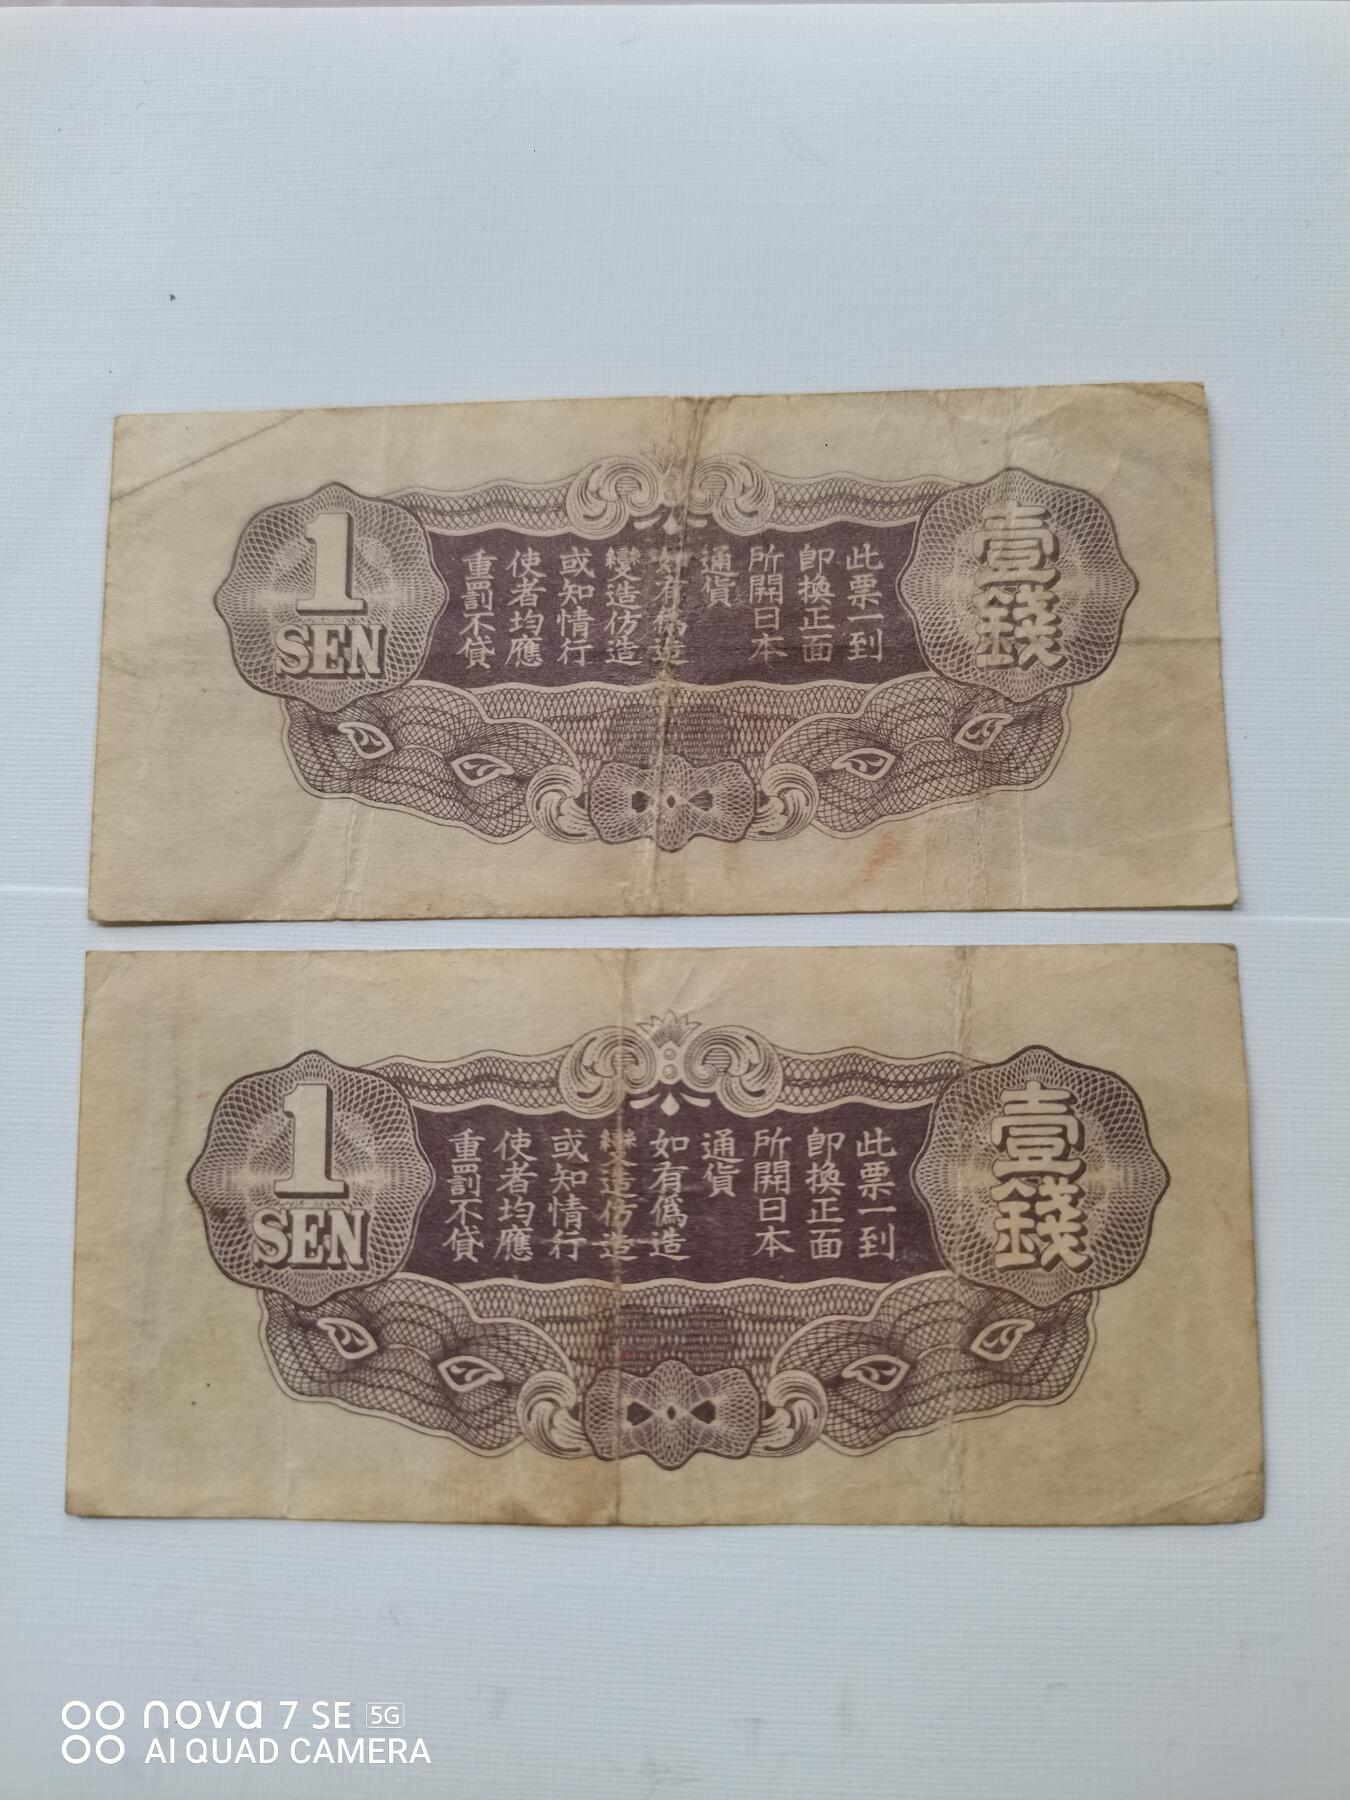 1
SEN
此票一到
即換正面
所開日本
通貨
如有偽造
變造仿造
或知情行
使者均應
重罰不貸
壹錢
1
SEN
此票一到
即換正面
所開日本
通貨
如有偽造
變造仿造
或知情行
使者均應
重罰不貸
壹錢
nova 7 SE 5G
AI QUAD CAMERA